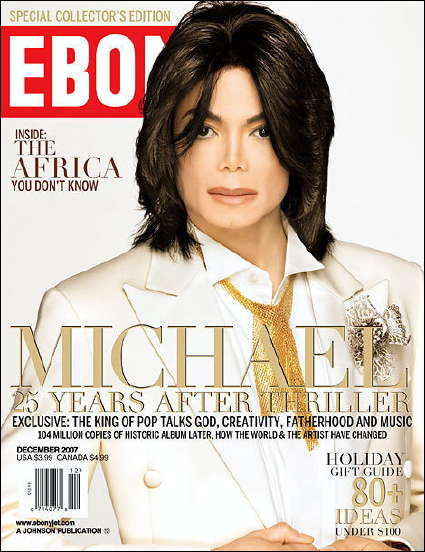 SPECIAL COLLECTOR'S EDITION
EBON
INSIDE:
THE
AFRICA
YOU DON'T KNOW
MICHAEL
25 YEARS AFTER THRILLER
EXCLUSIVE: THE KING OF POP TALKS GOD, CREATIVITY, FATHERHOOD AND MUSIC
104 MILLION COPIES OF HISTORIC ALBUM LATER, HOW THE WORLD & THE ARTIST HAVE CHANGED
DECEMBER 2007
USA $3.99 CANADA $4.99
HOLIDAY
GIFT GUIDE
80+
IDEAS
UNDER $100
www.ebonyjet.com
A JOHNSON PUBLICATION